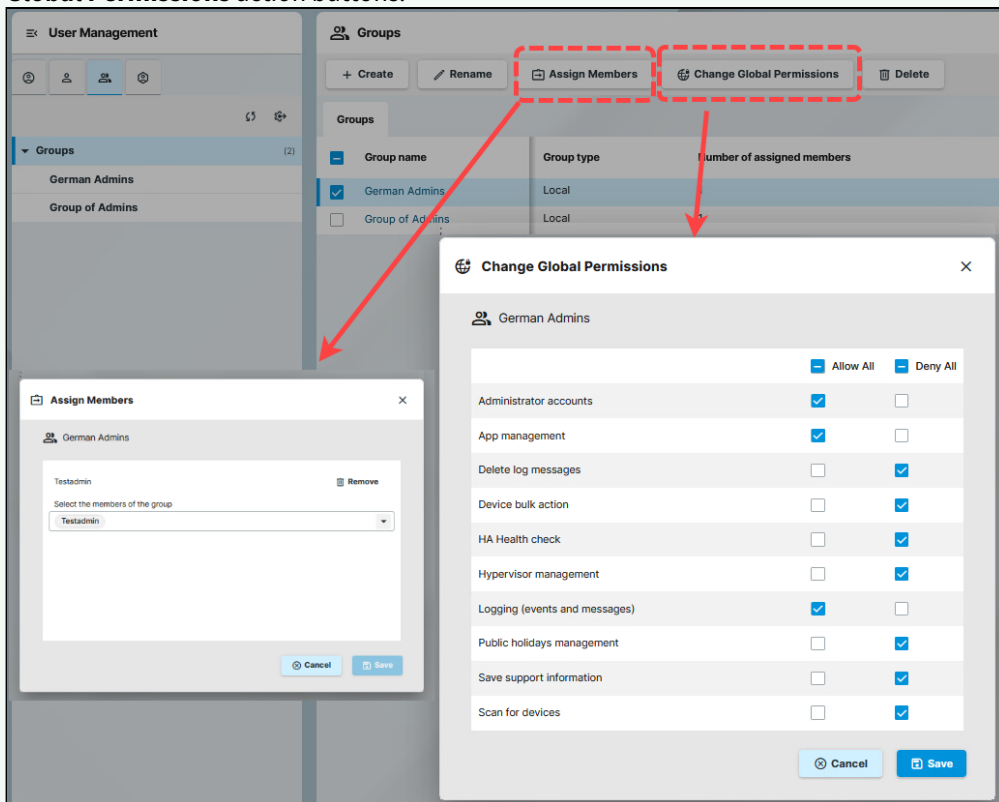 Global Permissions action buttons.
User Management
Groups
Create
Rename
Assign Members
Change Global Permissions
Delete
Groups
Groups (2)
German Admins
Group of Admins
Group name Group type Number of assigned members
German Admins Local
Group of Admins Local
Change Global Permissions
German Admins
Allow All Deny All
Administrator accounts
App management
Delete log messages
Device bulk action
HA Health check
Hypervisor management
Logging (events and messages)
Public holidays management
Save support information
Scan for devices
Cancel Save
Assign Members
German Admins
Testadmin Remove
Select the members of the group
Testadmin
Cancel Save